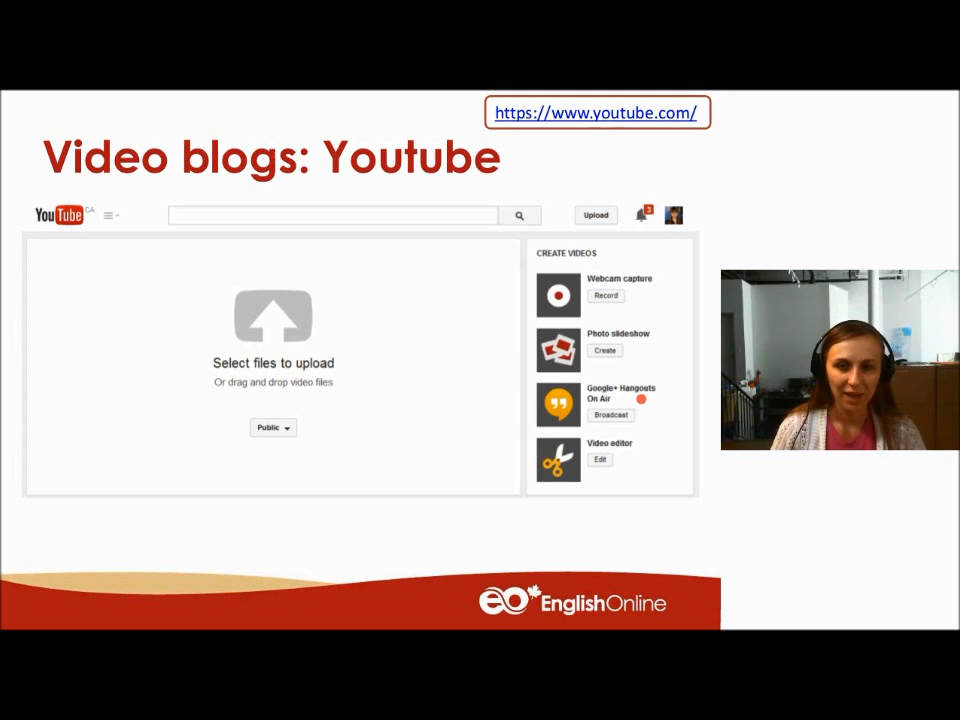 https://www.youtube.com/
Video blogs: Youtube
YouTube CA
Upload
3
CREATE VIDEOS
Webcam capture
Record
Photo slideshow
Create
Google+ Hangouts
On Air
Broadcast
Video editor
Edit
Select files to upload
Or drag and drop video files
Public
eo EnglishOnline